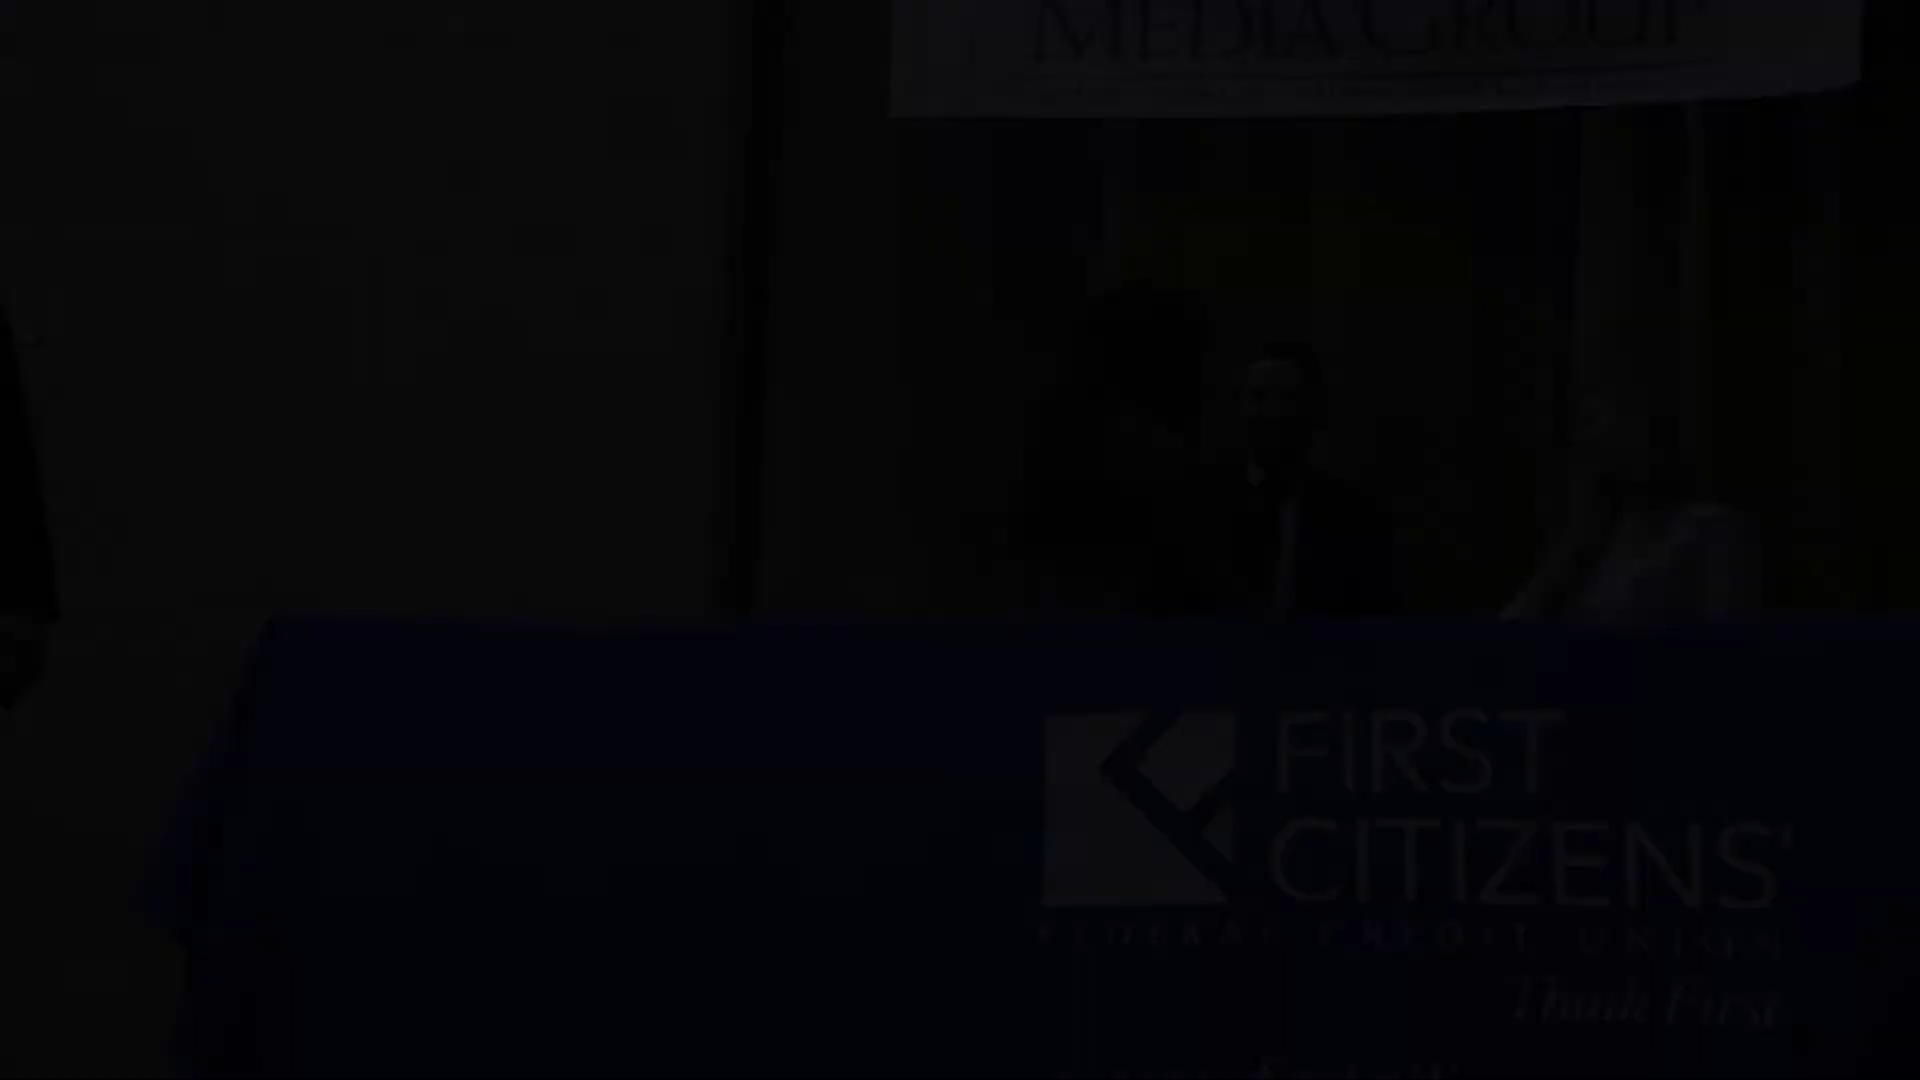 MEDIA GROUP
FIRST
CITIZENS'
FEDERAL CREDIT UNION
Think First